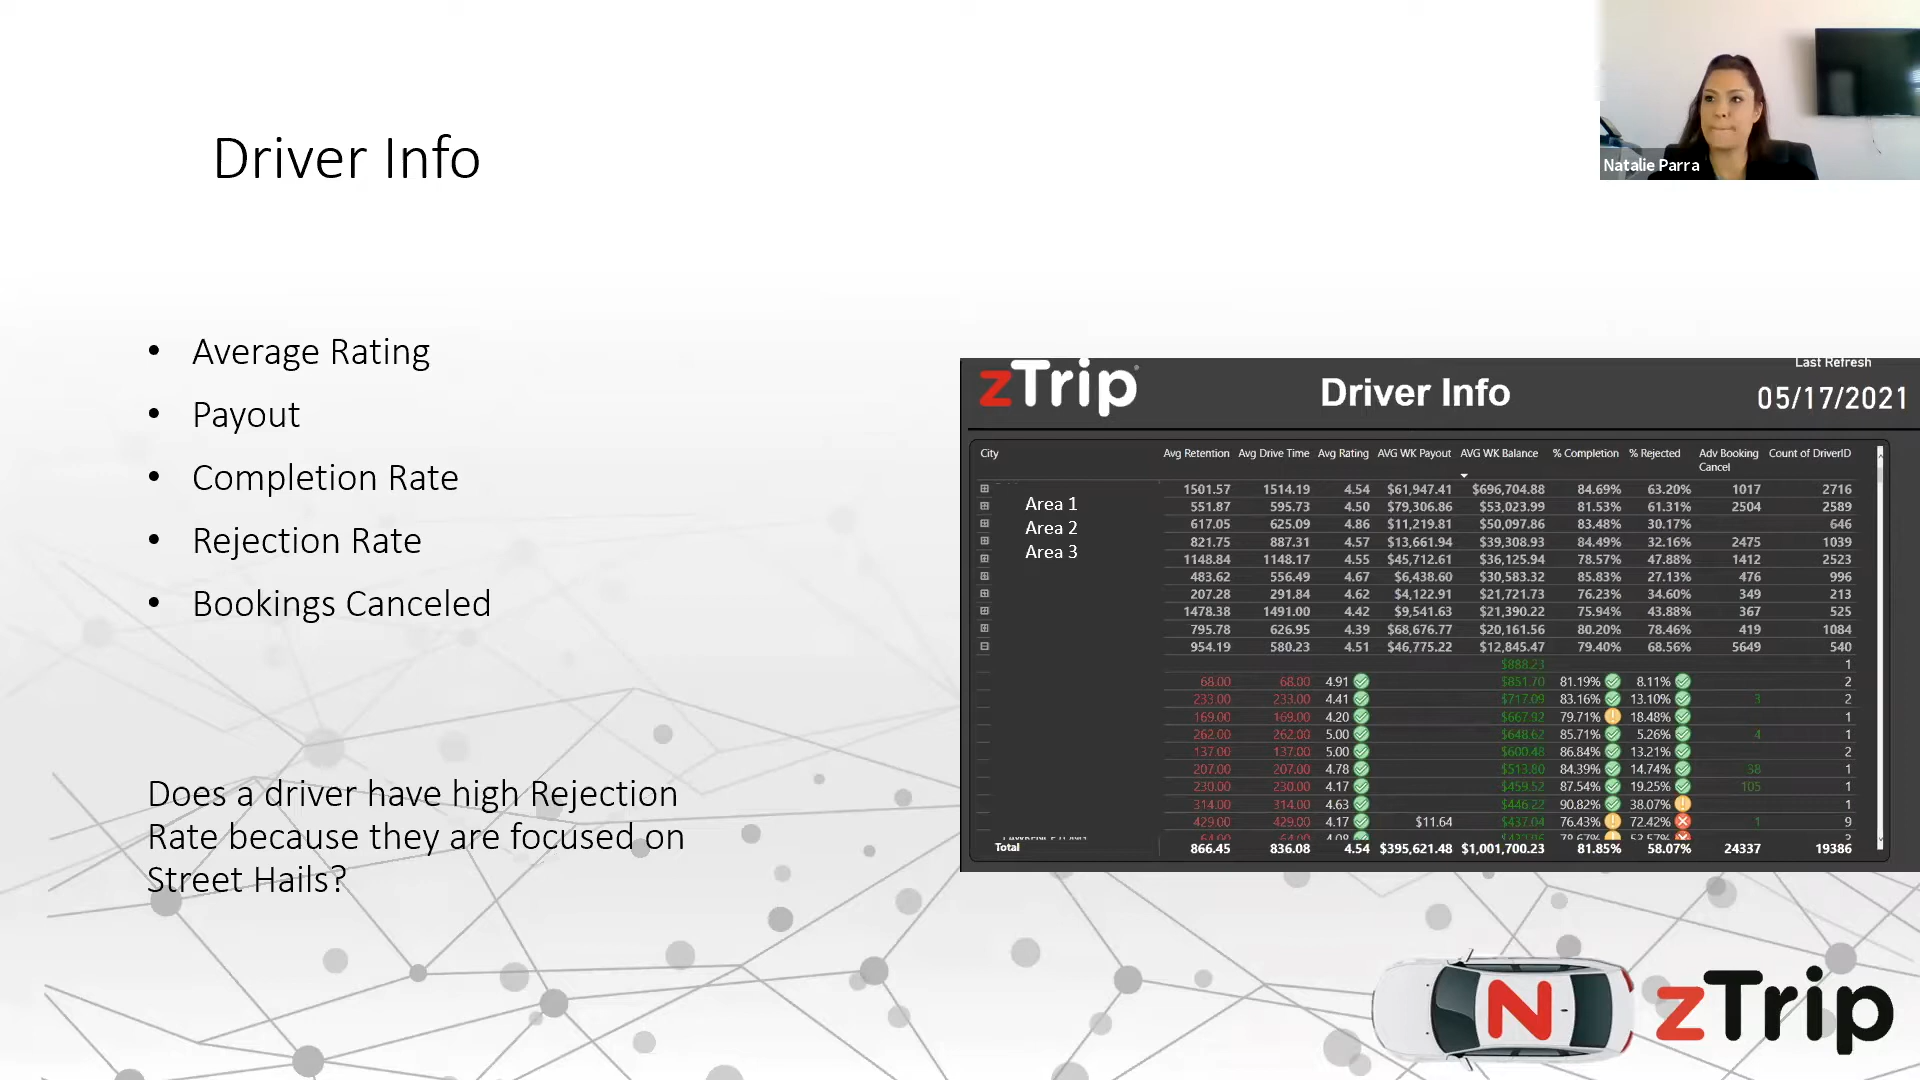 Driver Info
Natalie Parra
• Average Rating
• Payout
• Completion Rate
• Rejection Rate
• Bookings Canceled
Does a driver have high Rejection
Rate because they are focused on
Street Hails?
zTrip
Driver Info
Last Refresh
05/17/2021
City Avg Retention Avg Drive Time Avg Rating AVG WK Payout AVG WK Balance % Completion % Rejected Adv Booking Cancel Count of DriverID
Area 1
Area 2
Area 3
1501.57 1514.19 4.54 $61,947.41 $696,704.88 84.69% 63.20% 1017 2716
551.87 595.73 4.50 $79,306.86 $53,023.99 81.53% 61.31% 2504 2589
617.05 625.09 4.86 $11,219.81 $50,097.86 83.48% 30.17% 646
821.75 887.31 4.57 $13,661.94 $39,308.93 84.49% 32.16% 2475 1039
1148.84 1148.17 4.55 $45,712.61 $36,125.94 78.57% 47.88% 1412 2523
483.62 556.49 4.67 $6,438.60 $30,583.32 85.83% 27.13% 476 996
207.28 291.84 4.62 $4,122.91 $21,721.73 76.23% 34.60% 349 213
1478.38 1491.00 4.42 $9,541.63 $21,390.22 75.94% 43.88% 367 525
795.78 626.95 4.39 $68,676.77 $20,161.56 80.20% 78.46% 419 1084
954.19 580.23 4.51 $46,775.22 $12,845.47 79.40% 68.56% 5649 540
$888.23 1
68.00 68.00 4.91 $851.70 81.19% 8.11% 2
233.00 233.00 4.41 $717.09 83.16% 13.10% 3 2
169.00 169.00 4.20 $667.92 79.71% 18.48% 1
262.00 262.00 5.00 $648.62 85.71% 5.26% 4 1
137.00 137.00 5.00 $600.48 86.84% 13.21% 2
207.00 207.00 4.78 $513.80 84.39% 14.74% 38 1
230.00 230.00 4.17 $459.52 87.54% 19.25% 105 1
314.00 314.00 4.63 $446.22 90.82% 38.07% 1
429.00 429.00 4.17 $11.64 $437.04 76.43% 72.42% 1 9
Total 866.45 836.08 4.54 $395,621.48 $1,001,700.23 81.85% 58.07% 24337 19386
N
zTrip